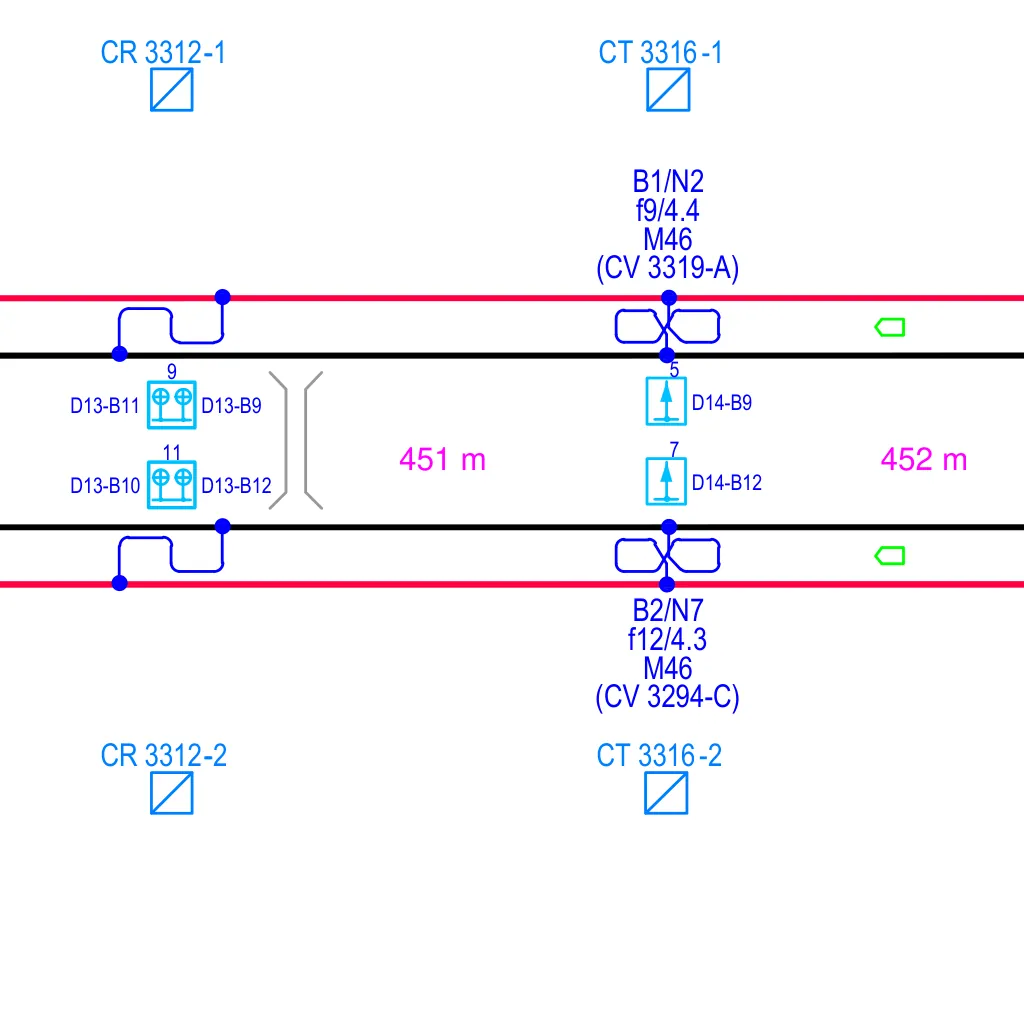 CR 3312-1
CT 3316-1
B1/N2
f9/4.4
M46
(CV 3319-A)
9
D13-B11
D13-B9
5
D14-B9
11
D13-B10
D13-B12
451 m
7
D14-B12
452 m
B2/N7
f12/4.3
M46
(CV 3294-C)
CR 3312-2
CT 3316-2